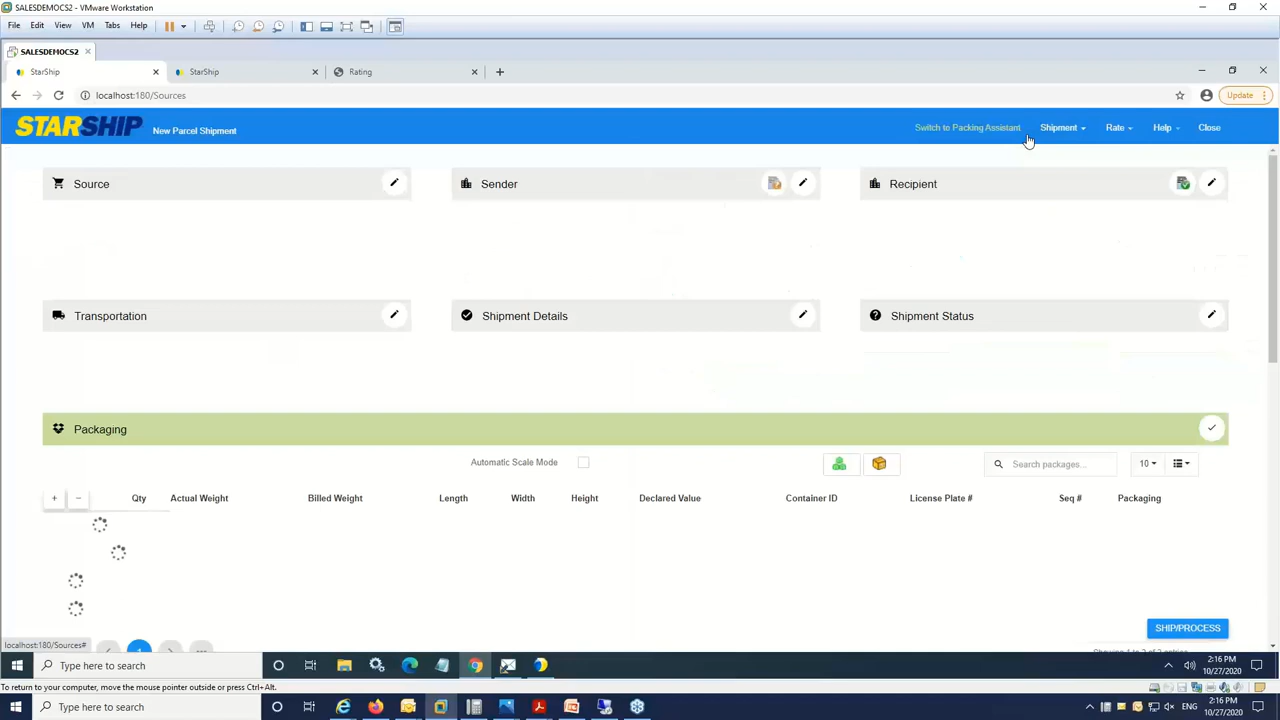 SALESDEMOCS2 - VMware Workstation
File Edit View VM Tabs Help
SALESDEMOCS2
StarShip StarShip Rating
localhost:180/Sources Update
STARSHIP New Parcel Shipment Switch to Packing Assistant Shipment Rate Help Close
Source Sender Recipient
Transportation Shipment Details Shipment Status
Packaging
Automatic Scale Mode Search packages... 10
+ − Qty Actual Weight Billed Weight Length Width Height Declared Value Container ID License Plate # Seq # Packaging
SHIP/PROCESS
localhost:180/Sources# 1
Type here to search 2:16 PM
10/27/2020
To return to your computer, move the mouse pointer outside or press Ctrl+Alt.
Type here to search ENG 2:16 PM
10/27/2020